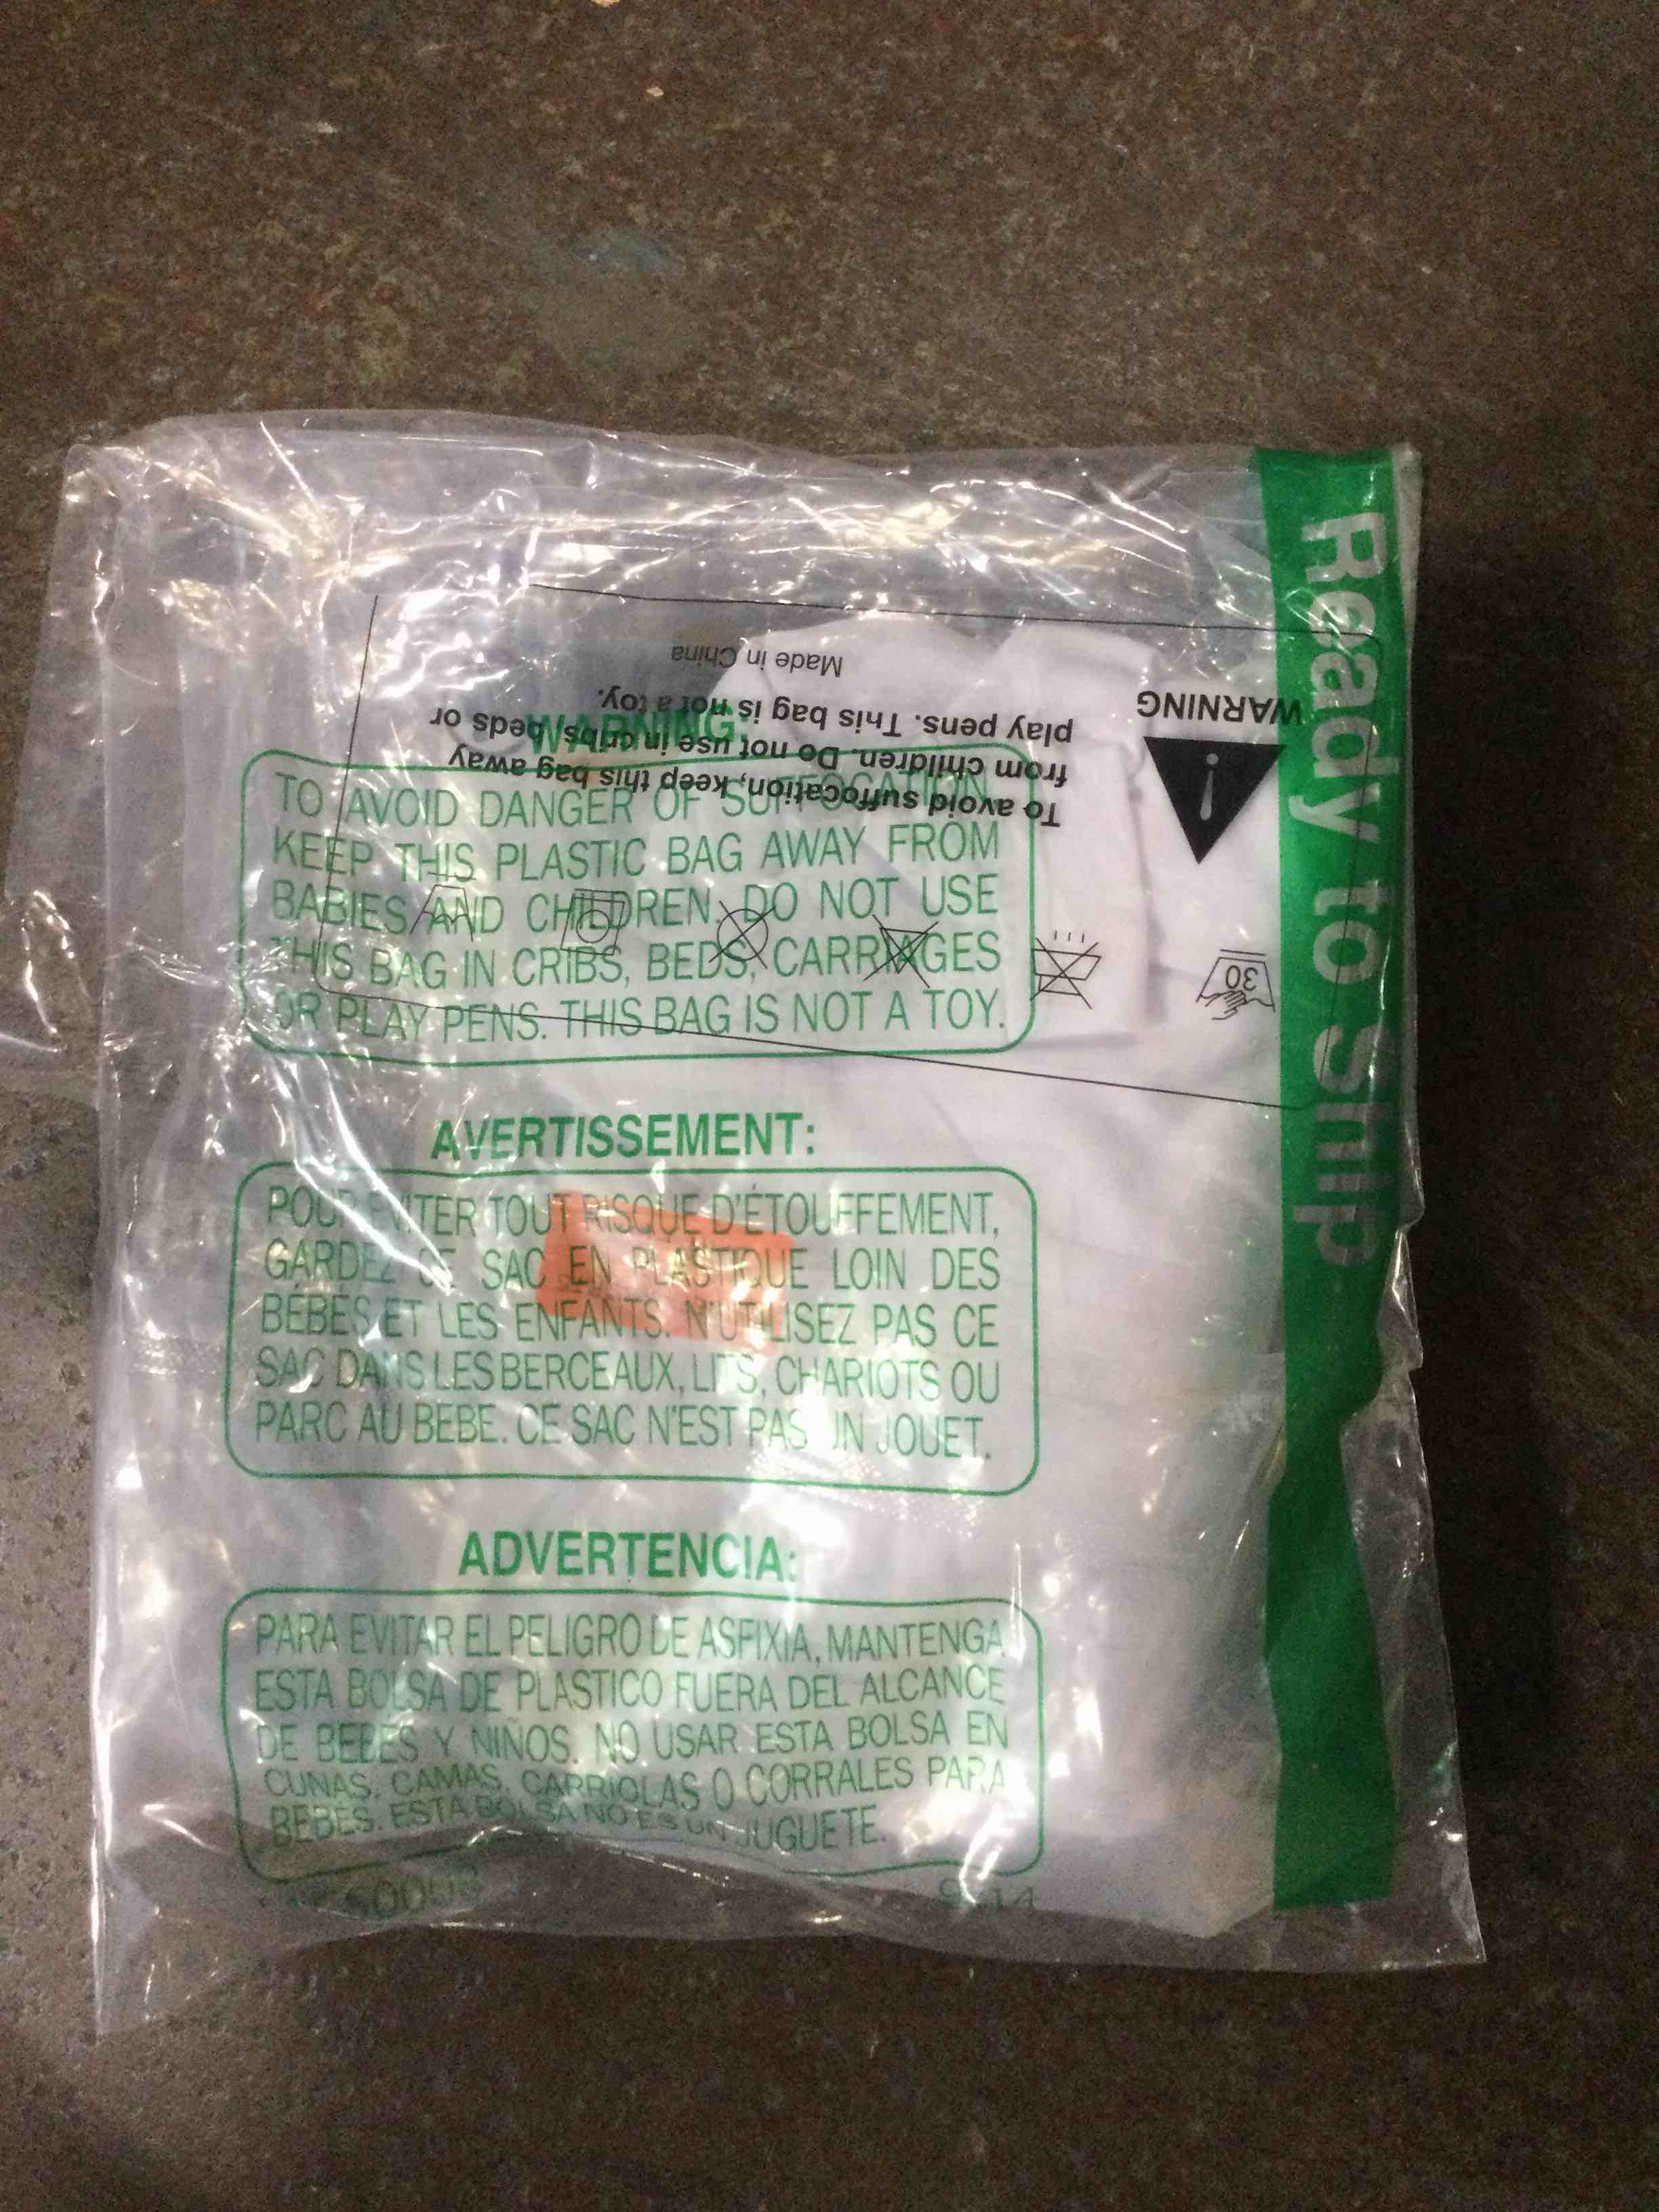 Ready to Ship
Made in China
WARNING
To avoid suffocation, keep this bag away
from children. Do not use in cribs, beds or
play pens. This bag is not a toy.
30
WARNING:
TO AVOID DANGER OF SUFFOCATION,
KEEP THIS PLASTIC BAG AWAY FROM
BABIES AND CHILDREN. DO NOT USE
THIS BAG IN CRIBS, BEDS, CARRIAGES
OR PLAY PENS. THIS BAG IS NOT A TOY.
AVERTISSEMENT:
POUR EVITER TOUT RISQUE D'ÉTOUFFEMENT,
GARDEZ CE SAC EN PLASTIQUE LOIN DES
BÉBÉS ET LES ENFANTS. N'UTILISEZ PAS CE
SAC DANS LES BERCEAUX, LITS, CHARIOTS OU
PARC AU BEBE. CE SAC N'EST PAS UN JOUET.
ADVERTENCIA:
PARA EVITAR EL PELIGRO DE ASFIXIA, MANTENGA
ESTA BOLSA DE PLASTICO FUERA DEL ALCANCE
DE BEBES Y NIÑOS. NO USAR ESTA BOLSA EN
CUNAS, CAMAS, CARRIOLAS O CORRALES PARA
BEBES. ESTA BOLSA NO ES UN JUGUETE.